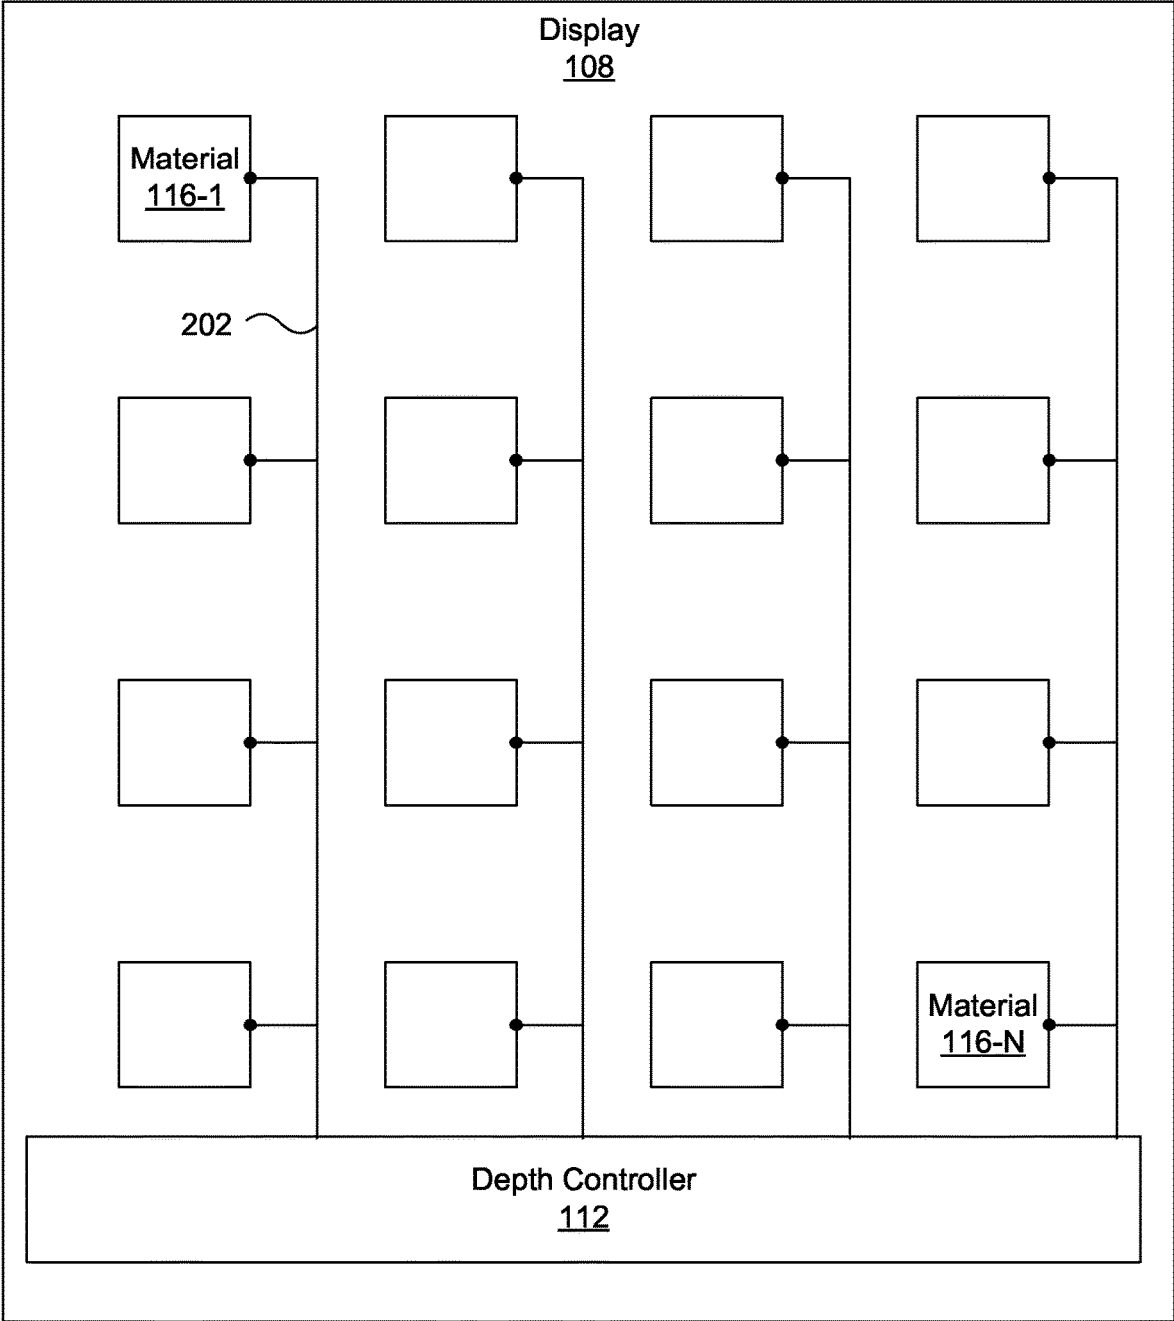 Display
108
Material
116-1
202
Material
116-N
Depth Controller
112